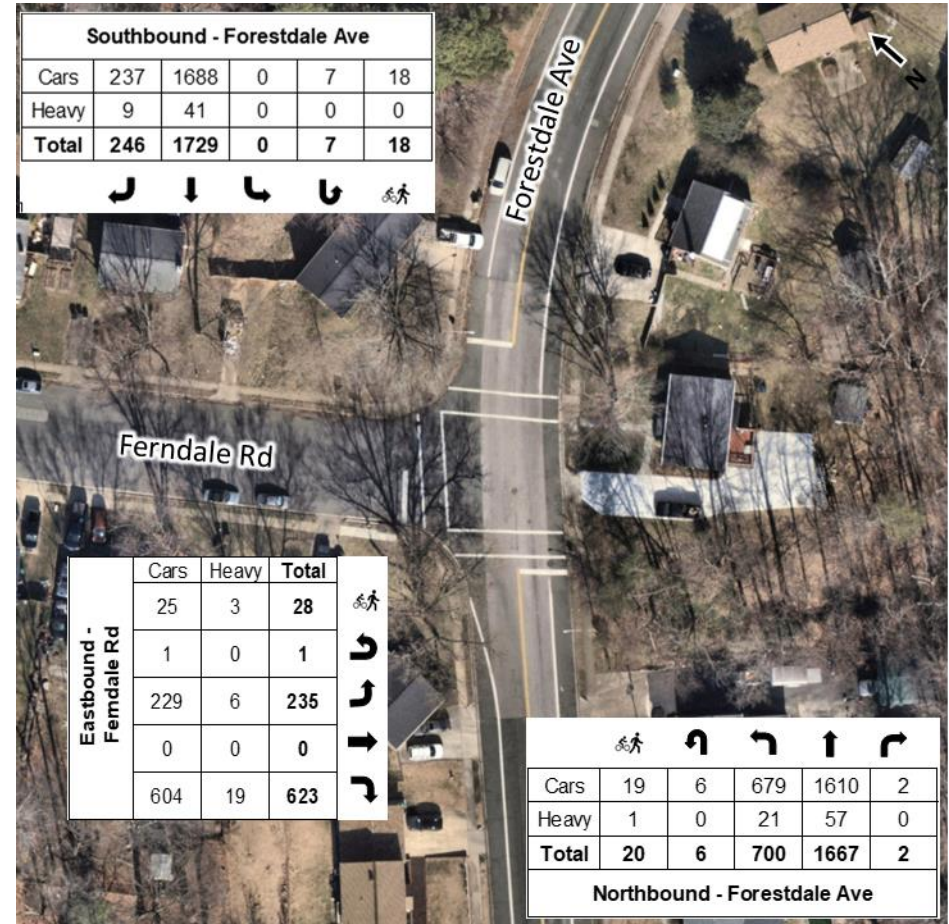 Southbound - Forestdale Ave
Cars 237 1688 0 7 18
Heavy 9 41 0 0 0
Total 246 1729 0 7 18
Forestdale Ave
N
Ferndale Rd
Eastbound -
Ferndale Rd
Cars Heavy Total
25 3 28
1 0 1
229 6 235
0 0 0
604 19 623
Cars 19 6 679 1610 2
Heavy 1 0 21 57 0
Total 20 6 700 1667 2
Northbound - Forestdale Ave